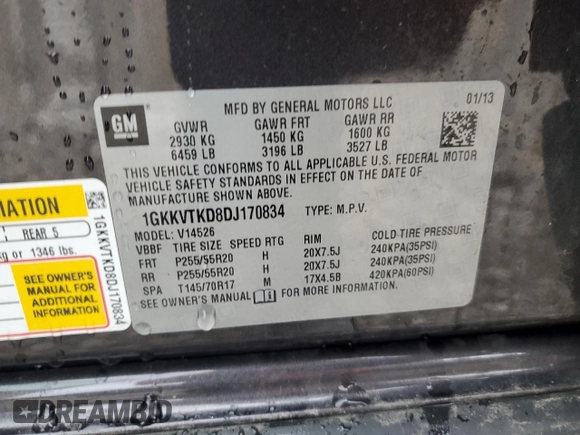 GM
MFD BY GENERAL MOTORS LLC 01/13
GVWR GAWR FRT GAWR RR
2930 KG 1450 KG 1600 KG
6459 LB 3196 LB 3527 LB
THIS VEHICLE CONFORMS TO ALL APPLICABLE U.S. FEDERAL MOTOR
VEHICLE SAFETY STANDARDS IN EFFECT ON THE DATE OF
MANUFACTURE SHOWN ABOVE.
1GKKVTKD8DJ170834 TYPE: M.P.V.
MODEL: V14526
VBBF TIRE SIZE SPEED RTG RIM COLD TIRE PRESSURE
FRT P255/55R20 H 20X7.5J 240KPA(35PSI)
RR P255/55R20 H 20X7.5J 240KPA(35PSI)
SPA T145/70R17 M 17X4.5B 420KPA(60PSI)
SEE OWNER'S MANUAL FOR MORE INFORMATION.
MATION
REAR 5
kg or 1346 lbs.
SEE OWNER'S
MANUAL FOR
ADDITIONAL
INFORMATION
1GKKVTKD8DJ170834
DREAMBID